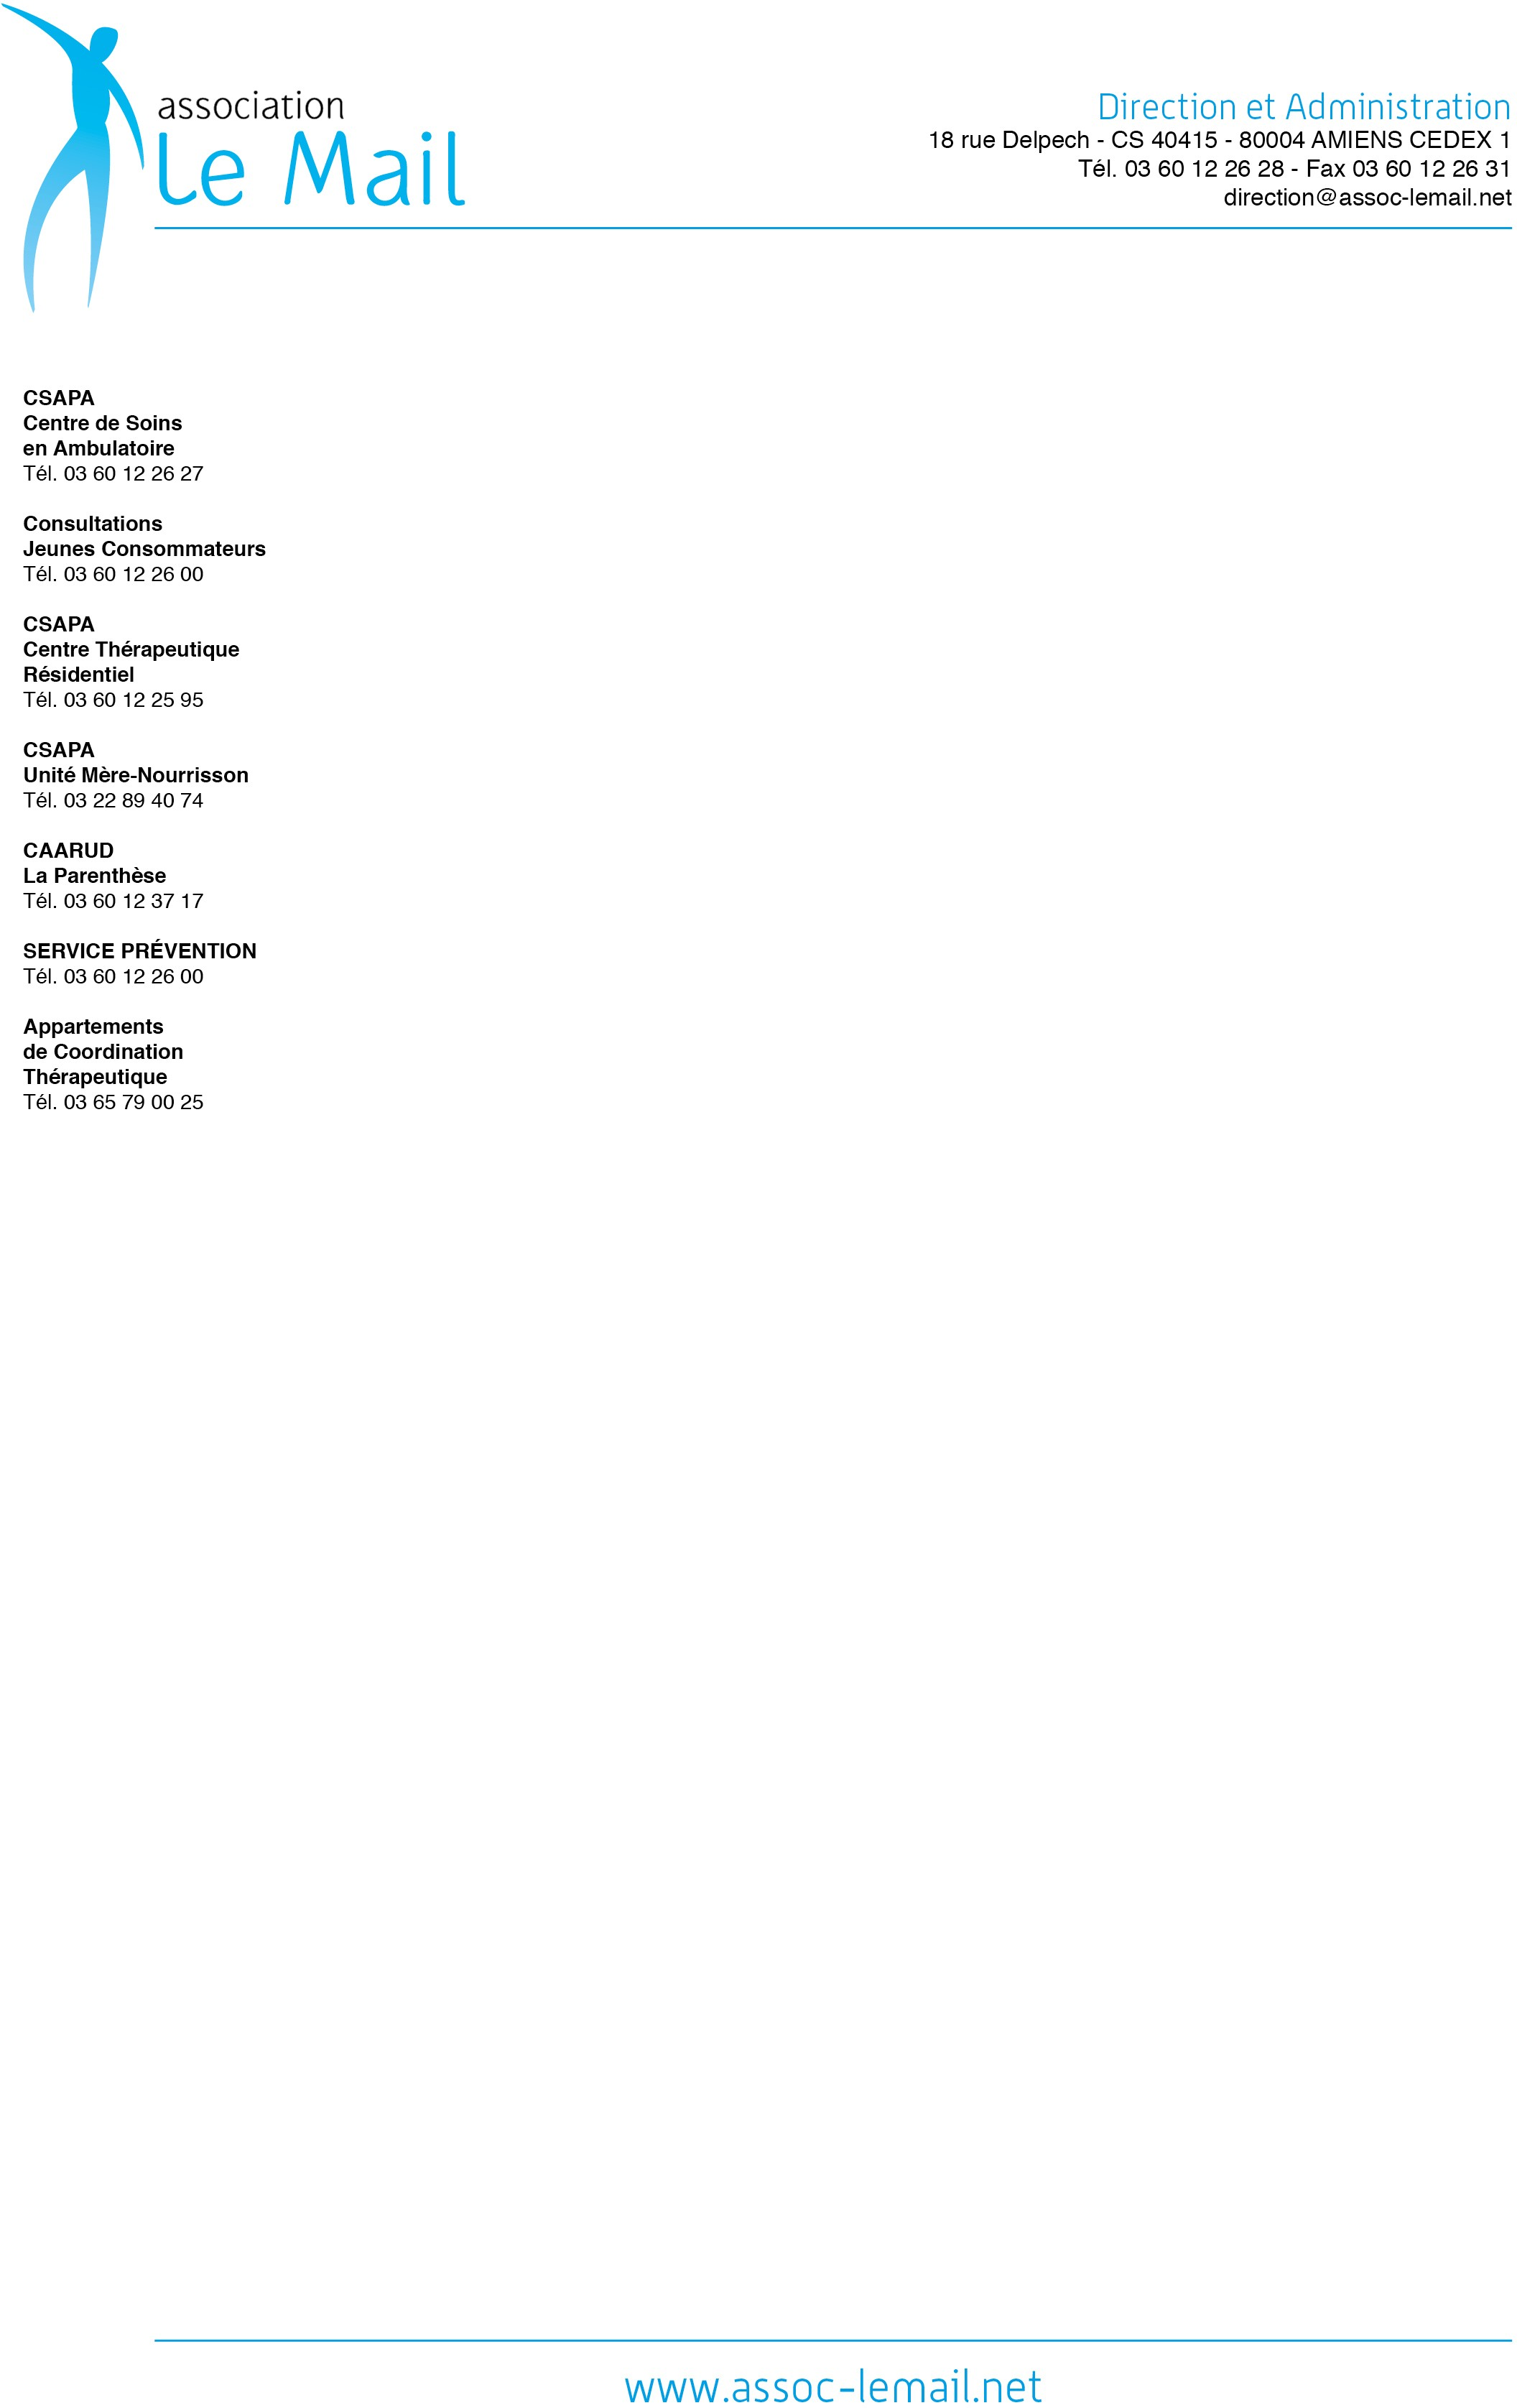 association
Le Mail
Direction et Administration
18 rue Delpech - CS 40415 - 80004 AMIENS CEDEX 1
Tél. 03 60 12 26 28 - Fax 03 60 12 26 31
direction@assoc-lemail.net
CSAPA
Centre de Soins
en Ambulatoire
Tél. 03 60 12 26 27
Consultations
Jeunes Consommateurs
Tél. 03 60 12 26 00
CSAPA
Centre Thérapeutique
Résidentiel
Tél. 03 60 12 25 95
CSAPA
Unité Mère-Nourrisson
Tél. 03 22 89 40 74
CAARUD
La Parenthèse
Tél. 03 60 12 37 17
SERVICE PRÉVENTION
Tél. 03 60 12 26 00
Appartements
de Coordination
Thérapeutique
Tél. 03 65 79 00 25
www.assoc-lemail.net